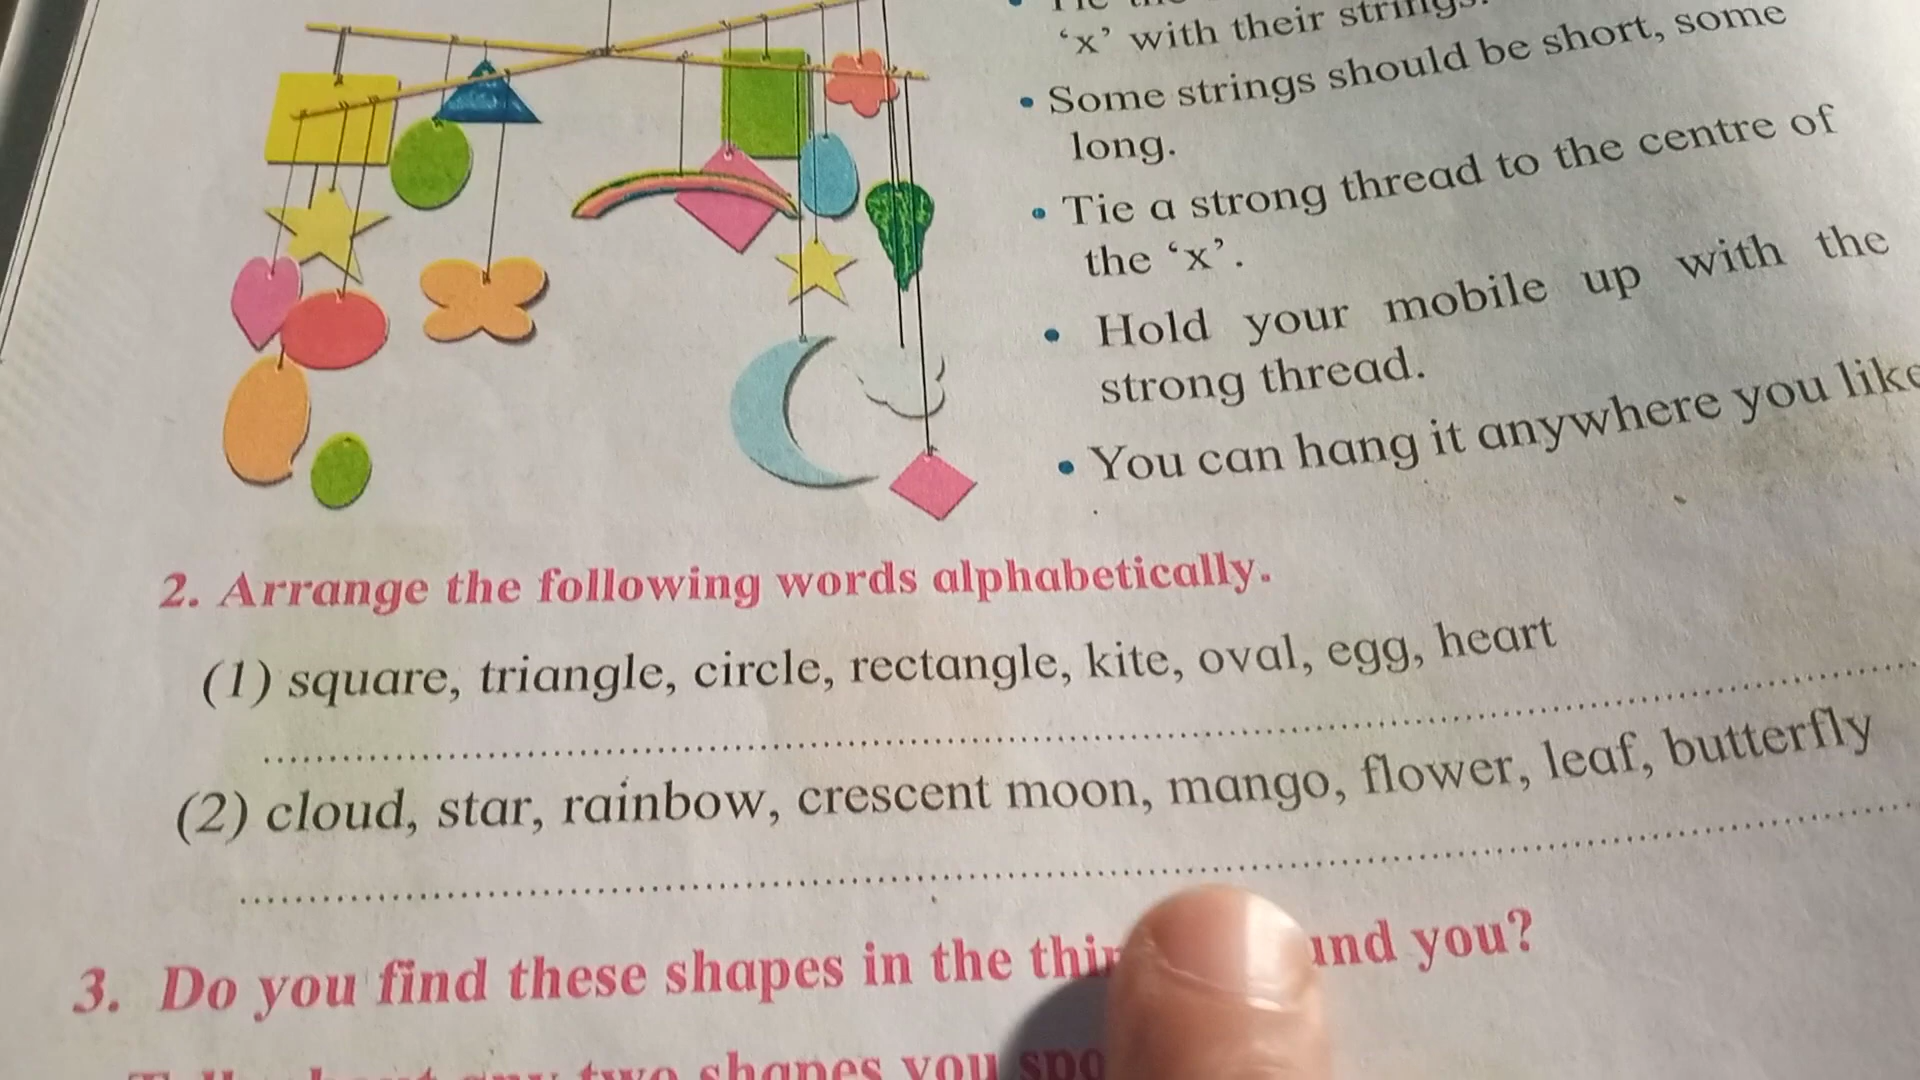 'x' with their strings.
• Some strings should be short, some
long.
• Tie a strong thread to the centre of
the 'x'.
• Hold your mobile up with the
strong thread.
• You can hang it anywhere you like
2. Arrange the following words alphabetically.
(1) square, triangle, circle, rectangle, kite, oval, egg, heart
(2) cloud, star, rainbow, crescent moon, mango, flower, leaf, butterfly
3. Do you find these shapes in the you?
two shapes you